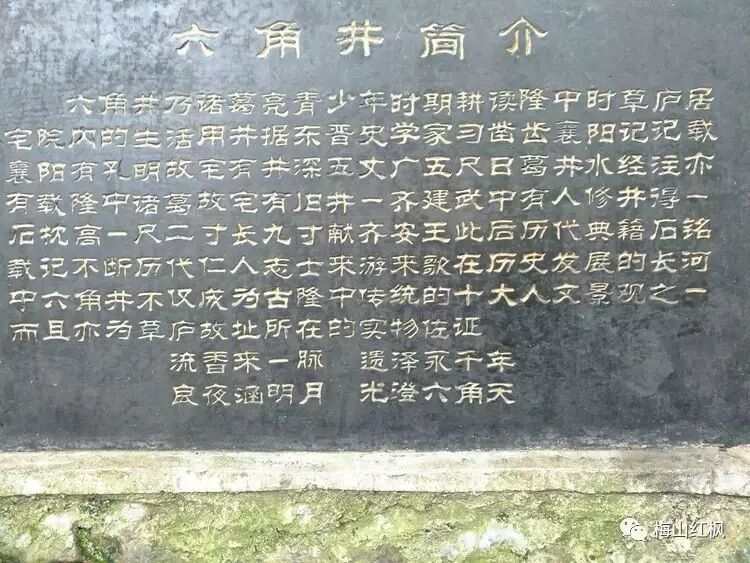 六角井简介
六角井乃诸葛亮青少年时期耕读隆中时草庐居
宅院内的生活用井据东晋史学家习凿齿襄阳记记载
襄阳有孔明故宅有井深五丈广五尺曰葛井水经注亦
有载隆中诸葛故宅有旧井一齐建武中有人修井得一
石枕高一尺二寸长九寸献齐安王此后历代典籍石铭
载记不断历代仁人志士来游来歌在历史发展的长河
中六角井不仅成为古隆中传统的十大人文景观之一
而且亦为草庐故址所在的实物佐证
流香来一脉 遗泽永千年
良夜涵明月 光澄六角天
梅山红枫